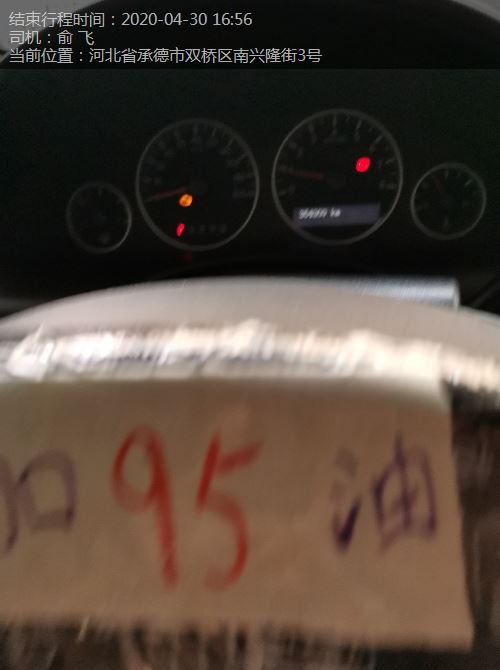 结束行程时间：2020-04-30 16:56
司机：俞 飞
当前位置：河北省承德市双桥区南兴隆街3号
加95油